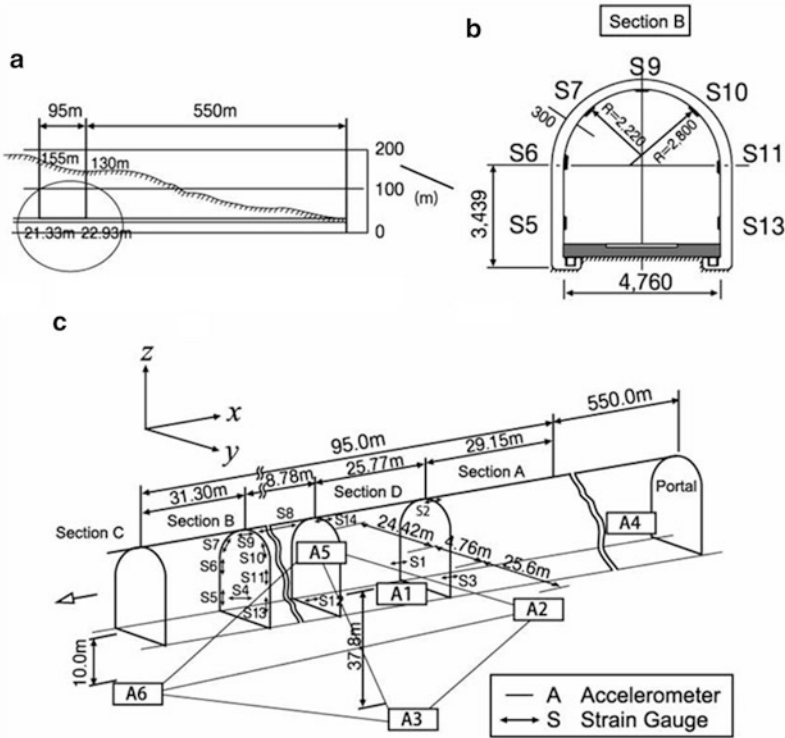 a
95m
550m
155m
130m
200
100
(m)
0
21.33m
22.93m
b
Section B
S9
S7
S10
300
R=2,220
R=2,800
S6
S11
3,439
S5
S13
4,760
c
z
x
y
550.0m
95.0m
29.15m
25.77m
8.78m
31.30m
Section A
Section D
Section B
Section C
Portal
S2
S8
S14
S7
S9
S10
24.42m
4.76m
25.6m
A4
A5
S6
S11
S1
S3
S5
S4
S13
S12
A1
A2
37.8m
10.0m
A6
A3
A Accelerometer
S Strain Gauge